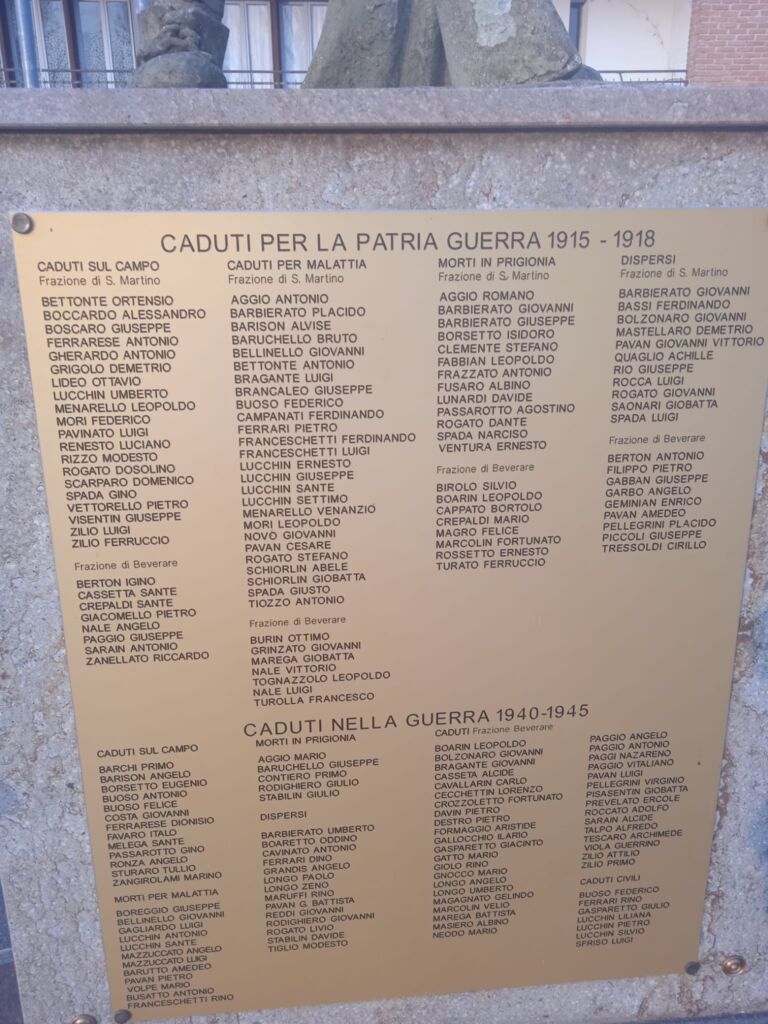 CADUTI PER LA PATRIA GUERRA 1915 - 1918
CADUTI SUL CAMPO
Frazione di S. Martino
BETTONTE ORTENSIO
BOCCARDO ALESSANDRO
BOSCARO GIUSEPPE
FERRARESE ANTONIO
GHERARDO ANTONIO
GRIGOLO DEMETRIO
LIDEO OTTAVIO
LUCCHIN UMBERTO
MENARELLO LEOPOLDO
MORI FEDERICO
PAVINATO LUIGI
RENESTO LUCIANO
RIZZO MODESTO
ROGATO DOSOLINO
SCARPARO DOMENICO
SPADA GINO
VETTORELLO PIETRO
VISENTIN GIUSEPPE
ZILIO LUIGI
ZILIO FERRUCCIO
Frazione di Beverare
BERTON IGINO
CASSETTA SANTE
CREPALDI SANTE
GIACOMELLO PIETRO
NALE ANGELO
PAGGIO GIUSEPPE
SARAIN ANTONIO
ZANELLATO RICCARDO
CADUTI PER MALATTIA
Frazione di S. Martino
AGGIO ANTONIO
BARBIERATO PLACIDO
BARISON ALVISE
BARUCHELLO BRUTO
BELLINELLO GIOVANNI
BETTONTE ANTONIO
BRAGANTE LUIGI
BRANCALEO GIUSEPPE
BUOSO FEDERICO
CAMPANATI FERDINANDO
FERRARI PIETRO
FRANCESCHETTI FERDINANDO
FRANCESCHETTI LUIGI
LUCCHIN ERNESTO
LUCCHIN GIUSEPPE
LUCCHIN SANTE
LUCCHIN SETTIMO
MENARELLO VENANZIO
MORI LEOPOLDO
NOVO GIOVANNI
PAVAN CESARE
ROGATO STEFANO
SCHIORLIN ABELE
SCHIORLIN GIOBATTA
SPADA GIUSTO
TIOZZO ANTONIO
Frazione di Beverare
BURIN OTTIMO
GRINZATO GIOVANNI
MAREGA GIOBATTA
NALE VITTORIO
TOGNAZZOLO LEOPOLDO
NALE LUIGI
TUROLLA FRANCESCO
MORTI IN PRIGIONIA
Frazione di S. Martino
AGGIO ROMANO
BARBIERATO GIOVANNI
BARBIERATO GIUSEPPE
BORSETTO ISIDORO
CLEMENTE STEFANO
FABBIAN LEOPOLDO
FRAZZATO ANTONIO
FUSARO ALBINO
LUNARDI DAVIDE
PASSAROTTO AGOSTINO
ROGATO DANTE
SPADA NARCISO
VENTURA ERNESTO
Frazione di Beverare
BIROLO SILVIO
BOARIN LEOPOLDO
CAPPATO BORTOLO
CREPALDI MARIO
MAGRO FELICE
MARCOLIN FORTUNATO
ROSSETTO ERNESTO
TURATO FERRUCCIO
DISPERSI
Frazione di S. Martino
BARBIERATO GIOVANNI
BASSI FERDINANDO
BOLZONARO GIOVANNI
MASTELLARO DEMETRIO
PAVAN GIOVANNI VITTORIO
QUAGLIO ACHILLE
RIO GIUSEPPE
ROCCA LUIGI
ROGATO GIOVANNI
SAONARI GIOBATTA
SPADA LUIGI
Frazione di Beverare
BERTON ANTONIO
FILIPPO PIETRO
GABBAN GIUSEPPE
GARBO ANGELO
GEMINIAN ENRICO
PAVAN AMEDEO
PELLEGRINI PLACIDO
PICCOLI GIUSEPPE
TRESSOLDI CIRILLO
CADUTI NELLA GUERRA 1940-1945
CADUTI SUL CAMPO
BARCHI PRIMO
BARISON ANGELO
BORSETTO EUGENIO
BUOSO ANTONIO
BUOSO FELICE
COSTA GIOVANNI
FERRARESE DIONISIO
FAVARO ITALO
MELEGA SANTE
PASSAROTTO GINO
RONZA ANGELO
STURARO TULLIO
ZANGIROLAMI MARINO
MORTI PER MALATTIA
BOREGGIO GIUSEPPE
BELLINELLO GIOVANNI
GAGLIARDO LUIGI
LUCCHIN ANTONIO
LUCCHIN SANTE
MAZZUCCATO ANGELO
MAZZUCCATO LUIGI
BARUTTO AMEDEO
PAVAN PIETRO
VOLPE MARIO
BUSATTO ANTONIO
FRANCESCHETTI RINO
MORTI IN PRIGIONIA
AGGIO MARIO
BARUCHELLO GIUSEPPE
CONTIERO PRIMO
RODIGHIERO GIULIO
STABILIN GIULIO
DISPERSI
BARBIERATO UMBERTO
BOARETTO ODDINO
CAVINATO ANTONIO
FERRARI DINO
GRANDIS ANGELO
LONGO PAOLO
LONGO ZENO
MARUFFI RINO
PAVAN G. BATTISTA
REDDI GIOVANNI
RODIGHIERO GIOVANNI
ROGATO LIVIO
STABILIN DAVIDE
TIGLIO MODESTO
CADUTI Frazione Beverare
BOARIN LEOPOLDO
BOLZONARO GIOVANNI
BRAGANTE GIOVANNI
CASSETA ALCIDE
CAVALLARIN CARLO
CECCHETTIN LORENZO
CROZZOLETTO FORTUNATO
DAVIN PIETRO
DESTRO PIETRO
FORMAGGIO ARISTIDE
GALLOCCHIO ILARIO
GASPARETTO GIACINTO
GATTO MARIO
GIOLO RINO
GNOCCO MARIO
LONGO ANGELO
LONGO UMBERTO
MAGAGNATO GELINDO
MARCOLIN VELIO
MAREGA BATTISTA
MASIERO ALBINO
NEODO MARIO
PAGGIO ANGELO
PAGGIO ANTONIO
PAGGI NAZARENO
PAGGIO VITALIANO
PAVAN LUIGI
PELLEGRINI VIRGINIO
PISASENTIN GIOBATTA
PREVELATO ERCOLE
ROCCATO ADOLFO
SARAIN ALCIDE
TALPO ALFREDO
TESCARO ARCHIMEDE
VIOLA GUERRINO
ZILIO ATTILIO
ZILIO PRIMO
CADUTI CIVILI
BUOSO FEDERICO
FERRARI RINO
GASPARETTO GIULIO
LUCCHIN LILIANA
LUCCHIN PIETRO
LUCCHIN SILVIO
SFRISO LUIGI